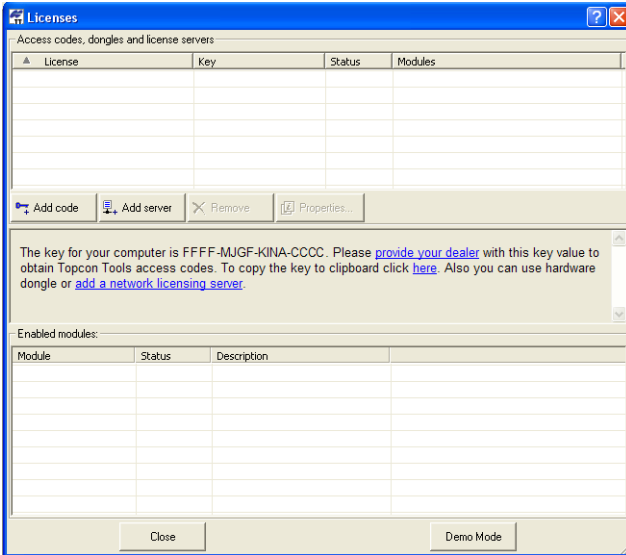 Licenses
Access codes, dongles and license servers
License Key Status Modules
Add code Add server Remove Properties...
The key for your computer is FFFF-MJGF-KINA-CCCC. Please provide your dealer with this key value to
obtain Topcon Tools access codes. To copy the key to clipboard click here. Also you can use hardware
dongle or add a network licensing server.
Enabled modules:
Module Status Description
Close Demo Mode